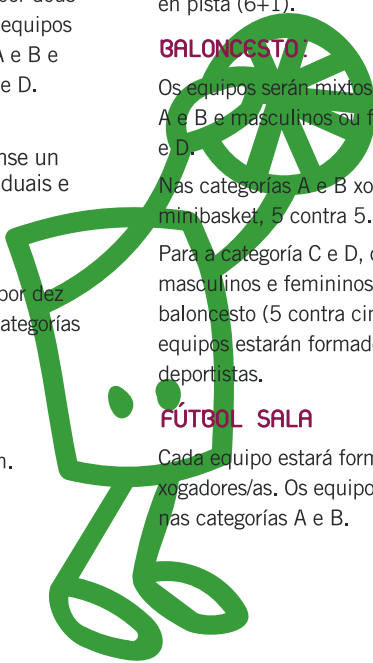 equipos
A e B e
e D.
nse un
duais e
por dez
ategorías
n.
en pista (6+1).
BALONCESTO:
Os equipos serán mixtos
A e B e masculinos ou f
e D.
Nas categorías A e B xo
minibasket, 5 contra 5.
Para a categoría C e D, 
masculinos e femininos
baloncesto (5 contra cin
equipos estarán formad
deportistas.
FÚTBOL SALA
Cada equipo estará form
xogadores/as. Os equipo
nas categorías A e B.